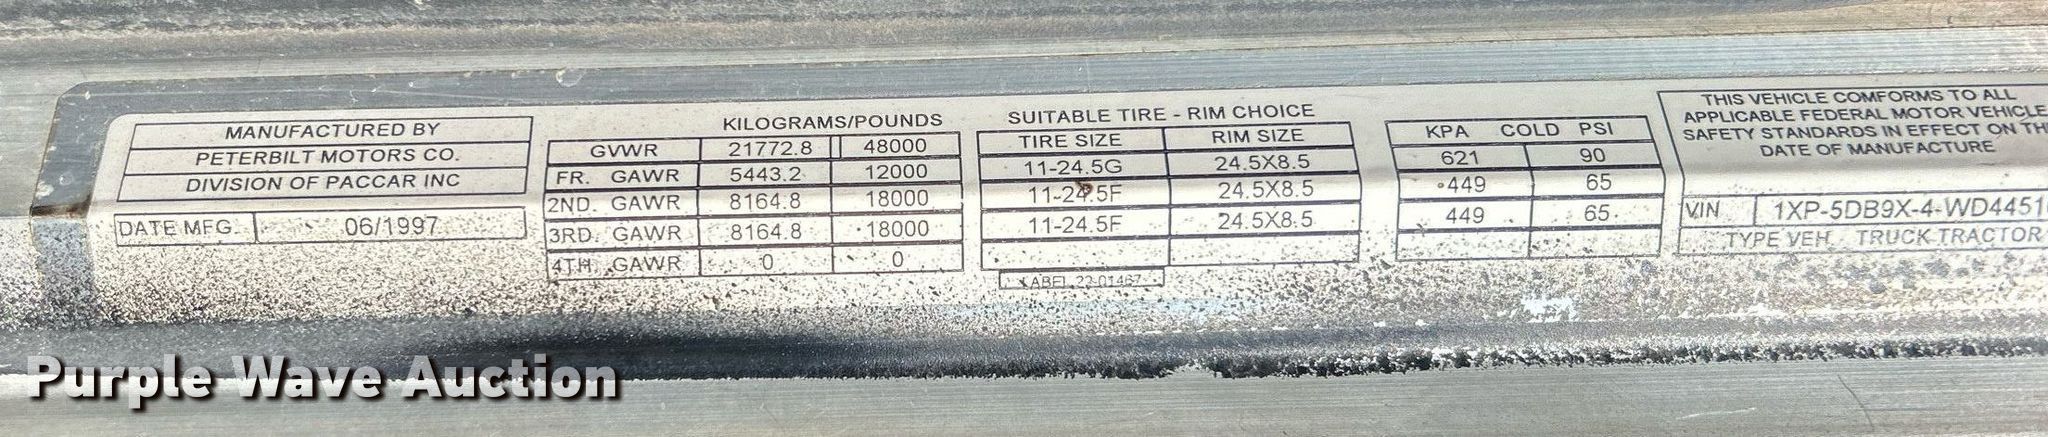 MANUFACTURED BY
PETERBILT MOTORS CO.
DIVISION OF PACCAR INC
DATE MFG. 06/1997
KILOGRAMS/POUNDS
GVWR 21772.8 48000
FR. GAWR 5443.2 12000
2ND. GAWR 8164.8 18000
3RD. GAWR 8164.8 18000
4TH. GAWR 0 0
SUITABLE TIRE - RIM CHOICE
TIRE SIZE RIM SIZE
11-24.5G 24.5X8.5
11-24.5F 24.5X8.5
11-24.5F 24.5X8.5
LABEL 22-01467
KPA COLD PSI
621 90
449 65
449 65
THIS VEHICLE COMFORMS TO ALL
APPLICABLE FEDERAL MOTOR VEHICLE
SAFETY STANDARDS IN EFFECT ON TH
DATE OF MANUFACTURE
VIN 1XP-5DB9X-4-WD4451
TYPE VEH. TRUCK TRACTOR
Purple Wave Auction